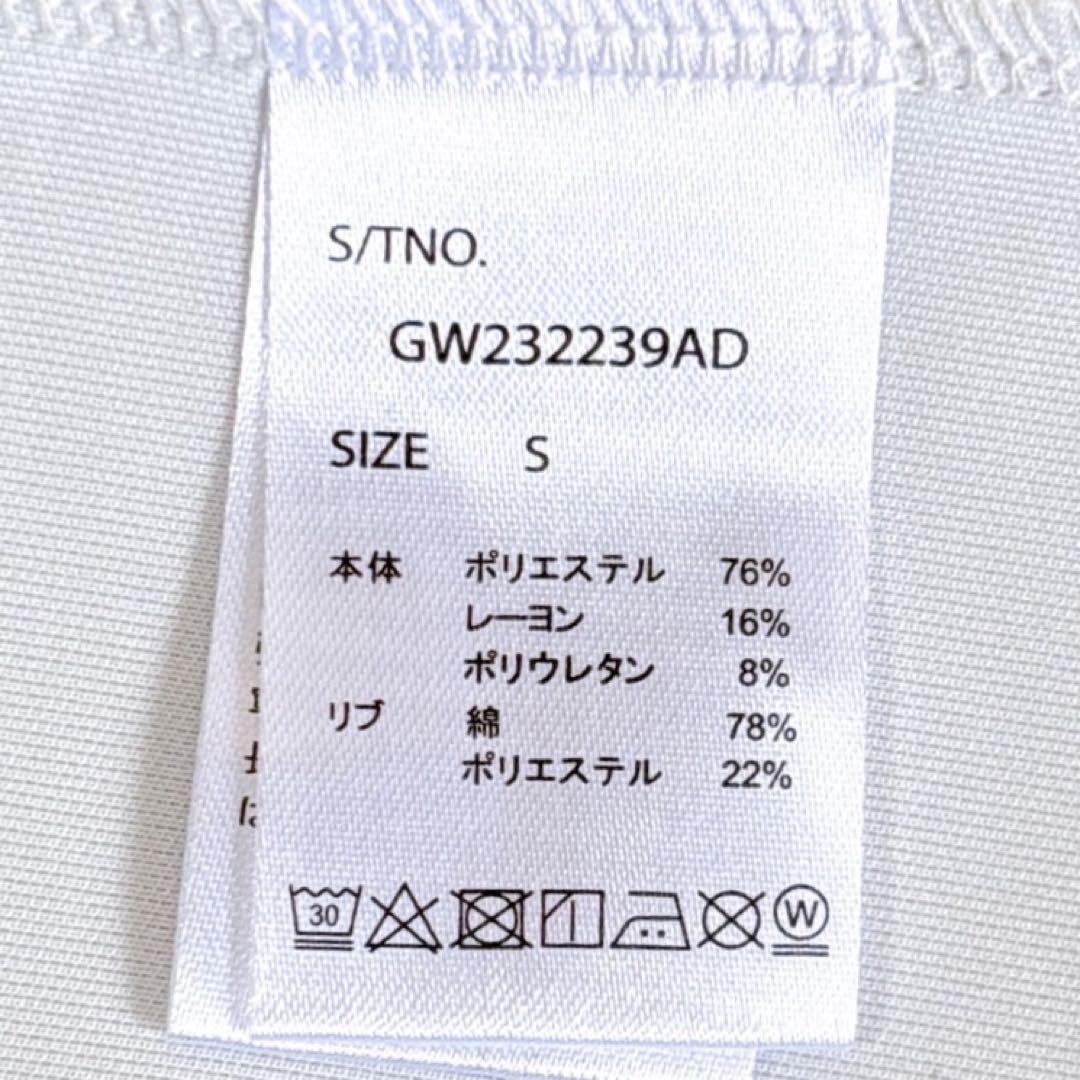 S/TNO.
GW232239AD
SIZE S
本体 ポリエステル 76%
レーヨン 16%
ポリウレタン 8%
リブ 綿 78%
ポリエステル 22%
30 W